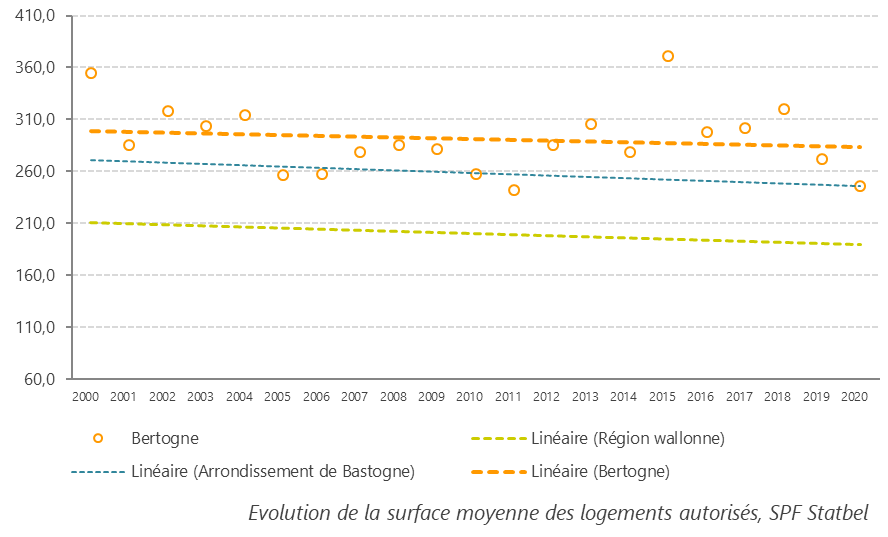 410,0
360,0
310,0
260,0
210,0
160,0
110,0
60,0
2000 2001 2002 2003 2004 2005 2006 2007 2008 2009 2010 2011 2012 2013 2014 2015 2016 2017 2018 2019 2020
Bertogne Linéaire (Région wallonne)
Linéaire (Arrondissement de Bastogne) Linéaire (Bertogne)
Evolution de la surface moyenne des logements autorisés, SPF Statbel